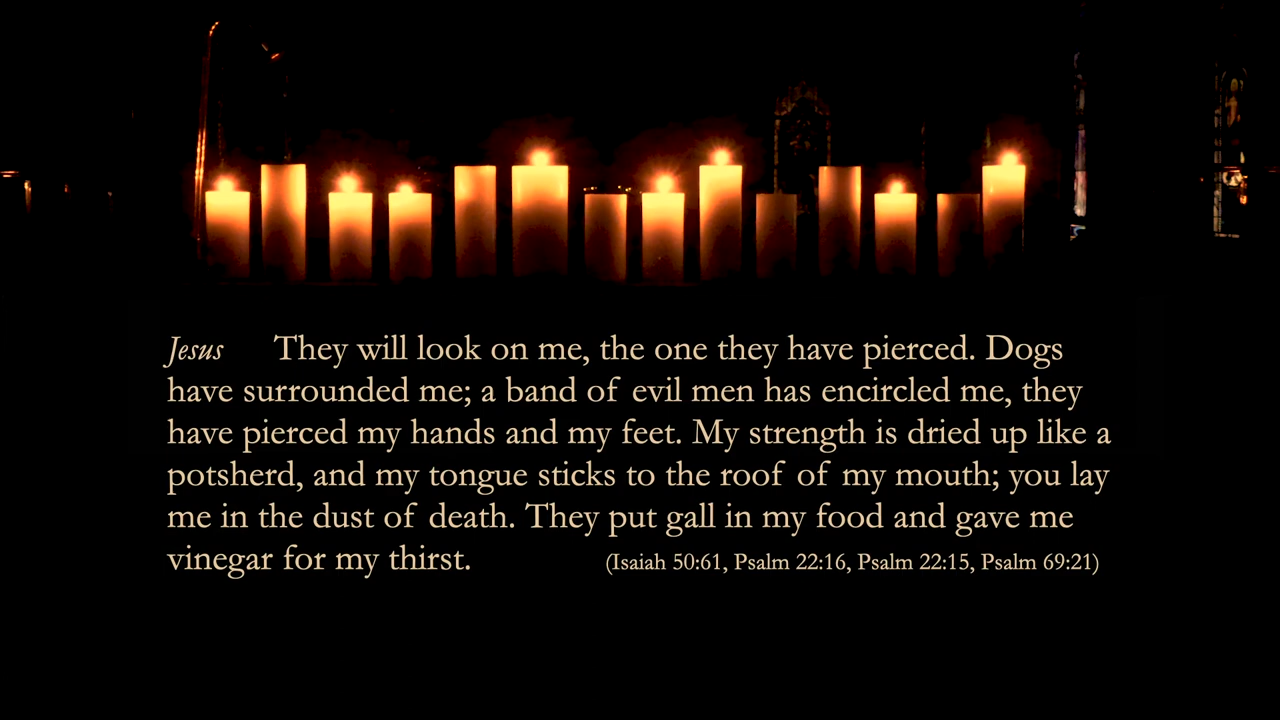 Jesus They will look on me, the one they have pierced. Dogs
have surrounded me; a band of evil men has encircled me, they
have pierced my hands and my feet. My strength is dried up like a
potsherd, and my tongue sticks to the roof of my mouth; you lay
me in the dust of death. They put gall in my food and gave me
vinegar for my thirst. (Isaiah 50:61, Psalm 22:16, Psalm 22:15, Psalm 69:21)